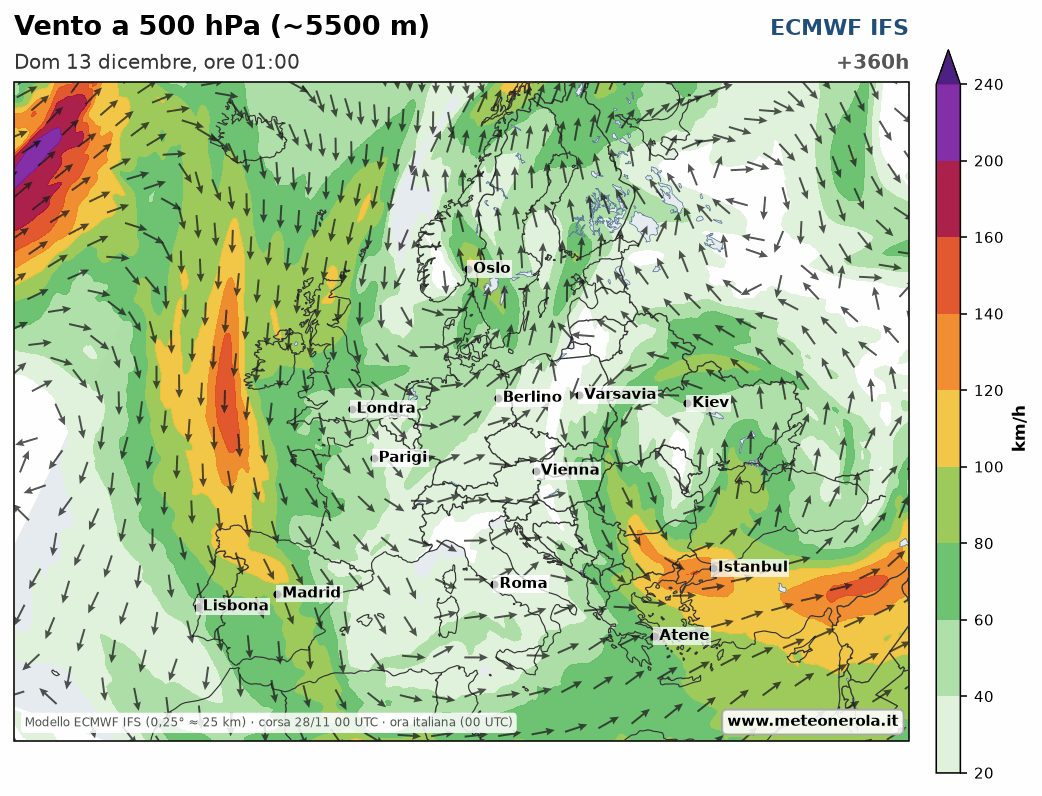 Vento a 500 hPa (~5500 m)
ECMWF IFS
Dom 13 dicembre, ore 01:00
+360h
240
200
160
140
120
100
80
60
40
20
km/h
Oslo
Londra
Berlino
Varsavia
Kiev
Parigi
Vienna
Istanbul
Roma
Madrid
Lisbona
Atene
Modello ECMWF IFS (0,25° ≈ 25 km) · corsa 28/11 00 UTC · ora italiana (00 UTC)
www.meteonerola.it